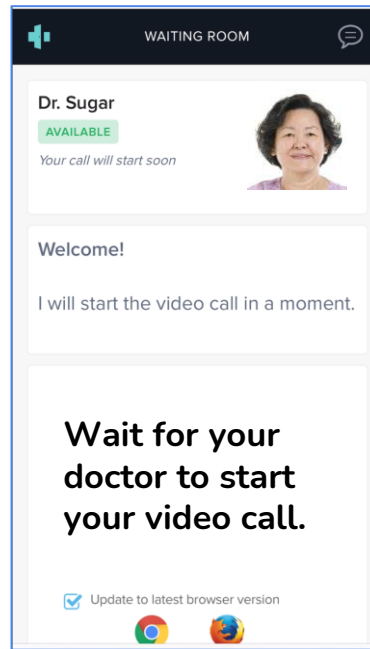 WAITING ROOM
Dr. Sugar
AVAILABLE
Your call will start soon
Welcome!
I will start the video call in a moment.
Wait for your
doctor to start
your video call.
Update to latest browser version